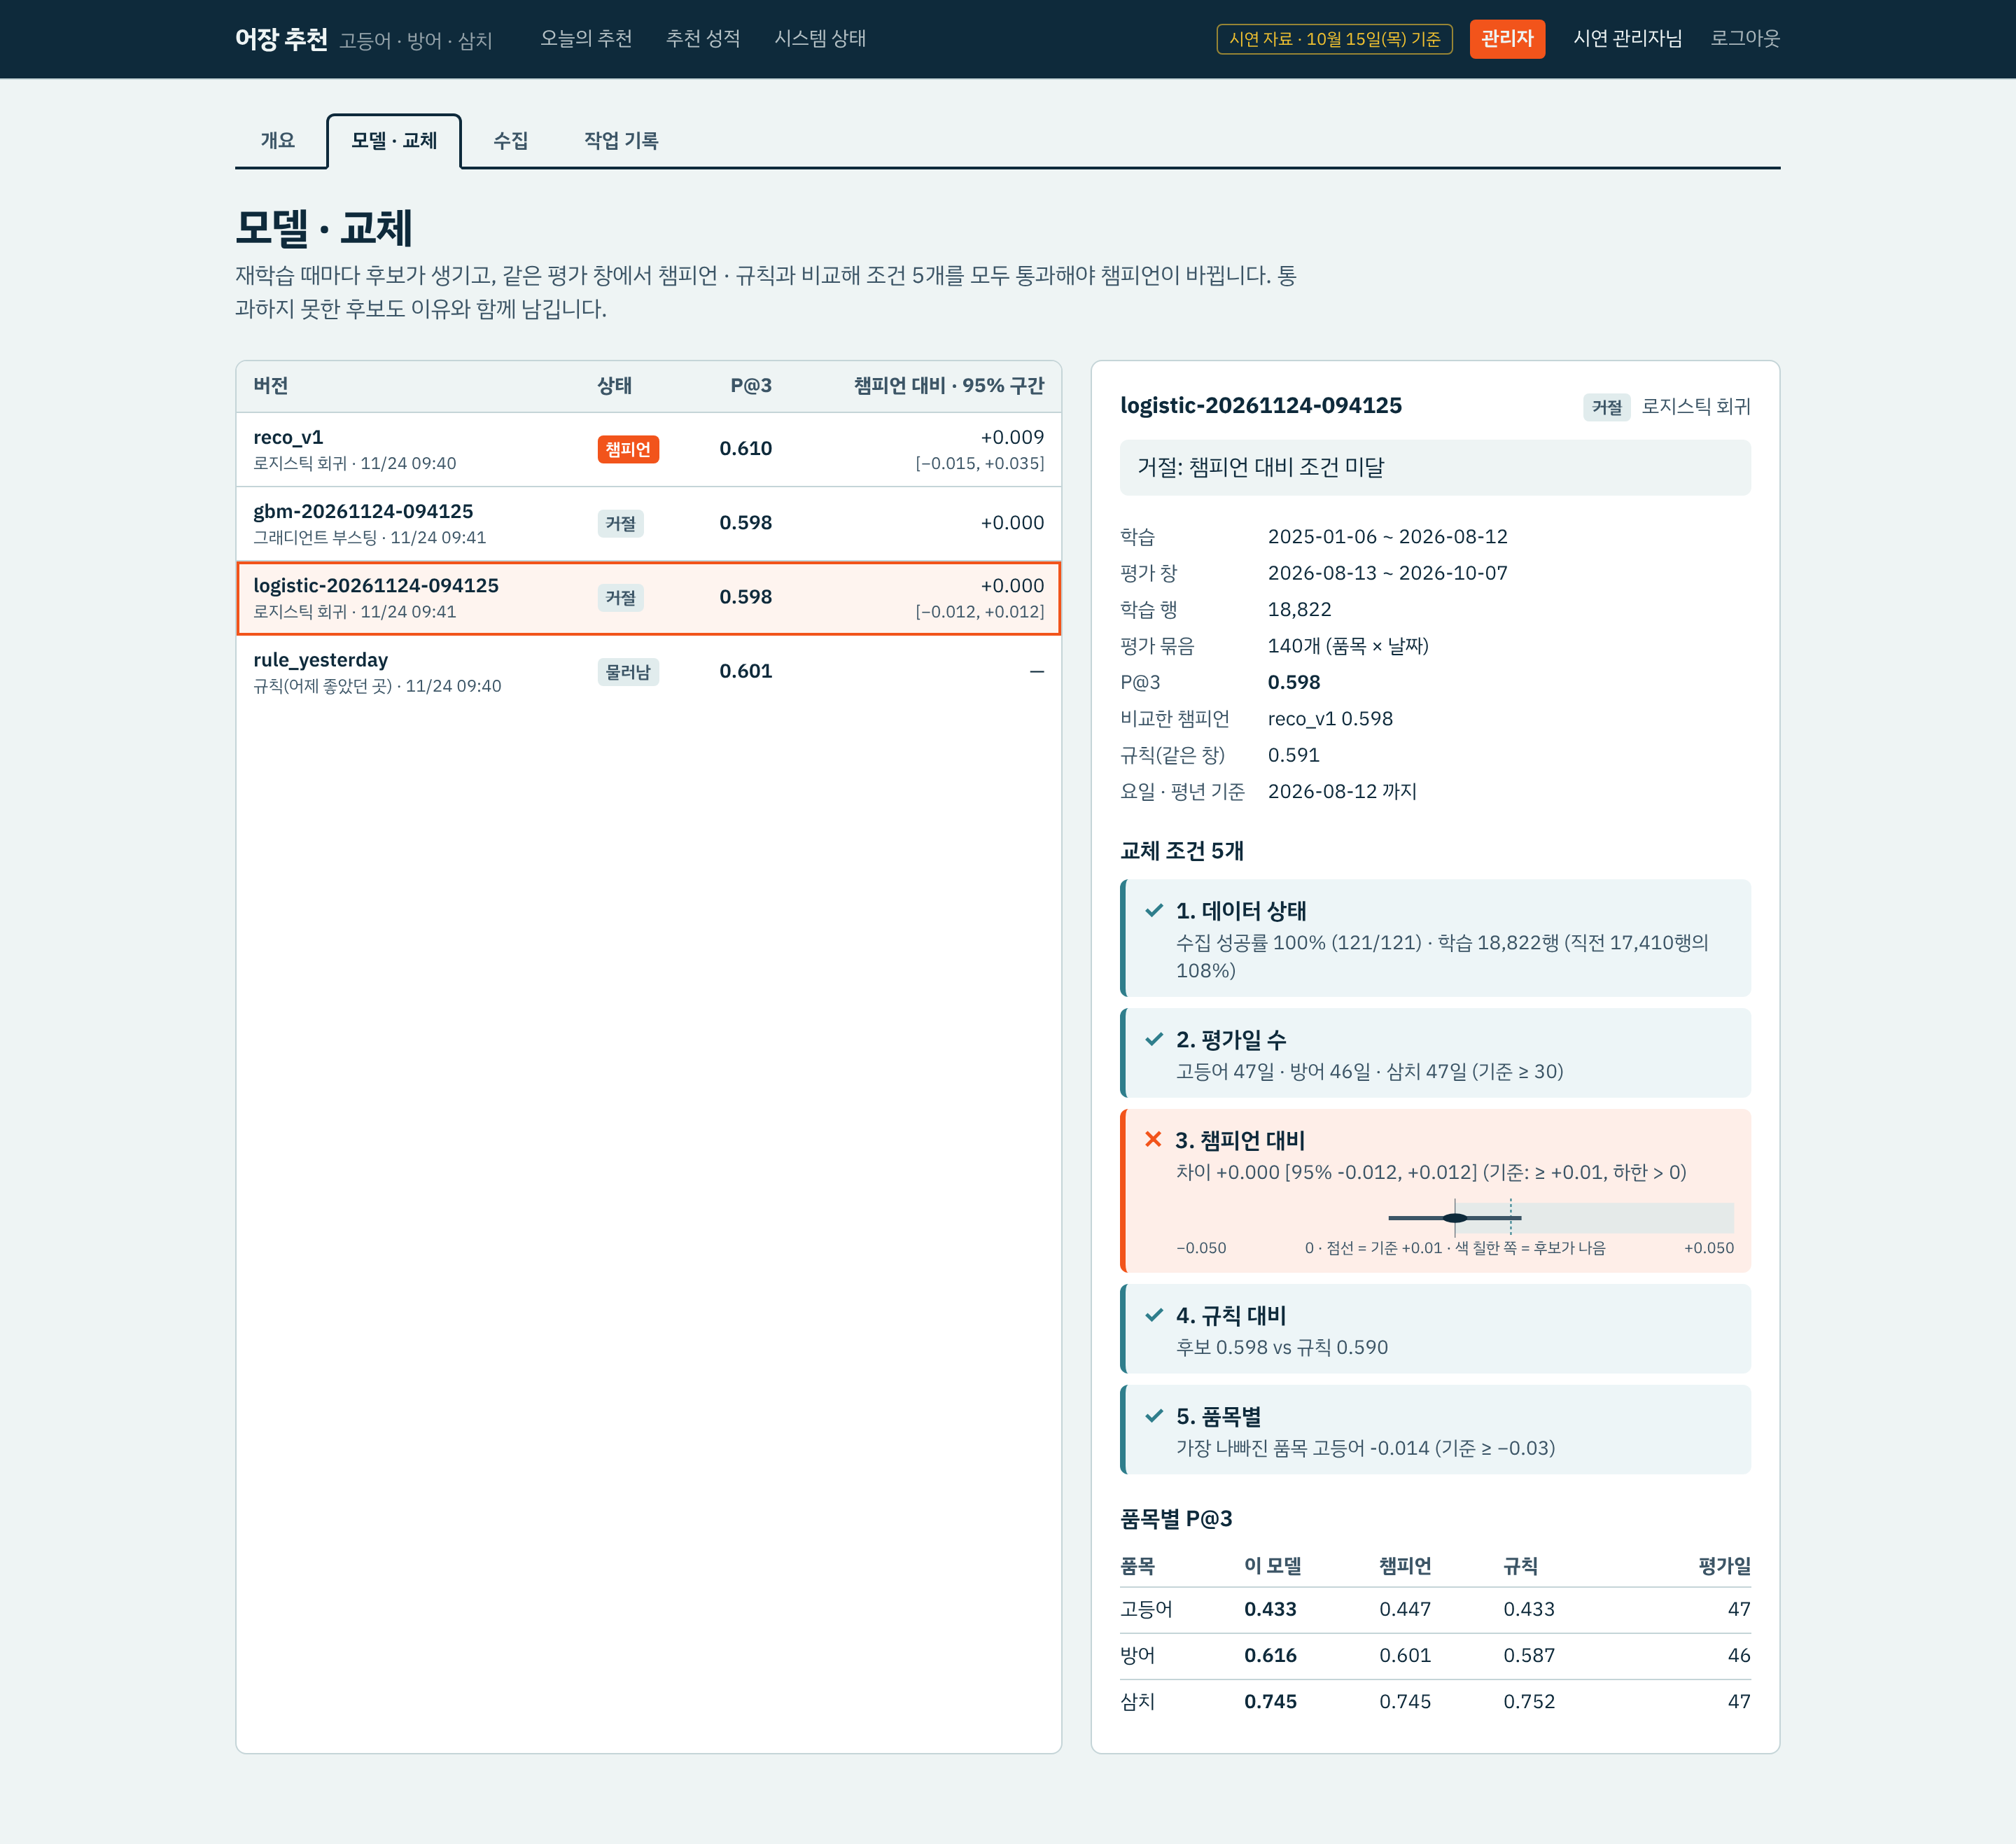 어장 추천 고등어 · 방어 · 삼치 오늘의 추천 추천 성적 시스템 상태 시연 자료 · 10월 15일(목) 기준 관리자 시연 관리자님 로그아웃
개요 모델 · 교체 수집 작업 기록
모델 · 교체
재학습 때마다 후보가 생기고, 같은 평가 창에서 챔피언 · 규칙과 비교해 조건 5개를 모두 통과해야 챔피언이 바뀝니다. 통
과하지 못한 후보도 이유와 함께 남깁니다.
버전 상태 P@3 챔피언 대비 · 95% 구간
reco_v1 챔피언 0.610 +0.009
로지스틱 회귀 · 11/24 09:40 [−0.015, +0.035]
gbm-20261124-094125 거절 0.598 +0.000
그래디언트 부스팅 · 11/24 09:41
logistic-20261124-094125 거절 0.598 +0.000
로지스틱 회귀 · 11/24 09:41 [−0.012, +0.012]
rule_yesterday 물러남 0.601 —
규칙(어제 좋았던 곳) · 11/24 09:40
logistic-20261124-094125 거절 로지스틱 회귀
거절: 챔피언 대비 조건 미달
학습 2025-01-06 ~ 2026-08-12
평가 창 2026-08-13 ~ 2026-10-07
학습 행 18,822
평가 묶음 140개 (품목 × 날짜)
P@3 0.598
비교한 챔피언 reco_v1 0.598
규칙(같은 창) 0.591
요일 · 평년 기준 2026-08-12 까지
교체 조건 5개
✓ 1. 데이터 상태
수집 성공률 100% (121/121) · 학습 18,822행 (직전 17,410행의
108%)
✓ 2. 평가일 수
고등어 47일 · 방어 46일 · 삼치 47일 (기준 ≥ 30)
✕ 3. 챔피언 대비
차이 +0.000 [95% -0.012, +0.012] (기준: ≥ +0.01, 하한 > 0)
−0.050 0 · 점선 = 기준 +0.01 · 색 칠한 쪽 = 후보가 나음 +0.050
✓ 4. 규칙 대비
후보 0.598 vs 규칙 0.590
✓ 5. 품목별
가장 나빠진 품목 고등어 -0.014 (기준 ≥ −0.03)
품목별 P@3
품목 이 모델 챔피언 규칙 평가일
고등어 0.433 0.447 0.433 47
방어 0.616 0.601 0.587 46
삼치 0.745 0.745 0.752 47